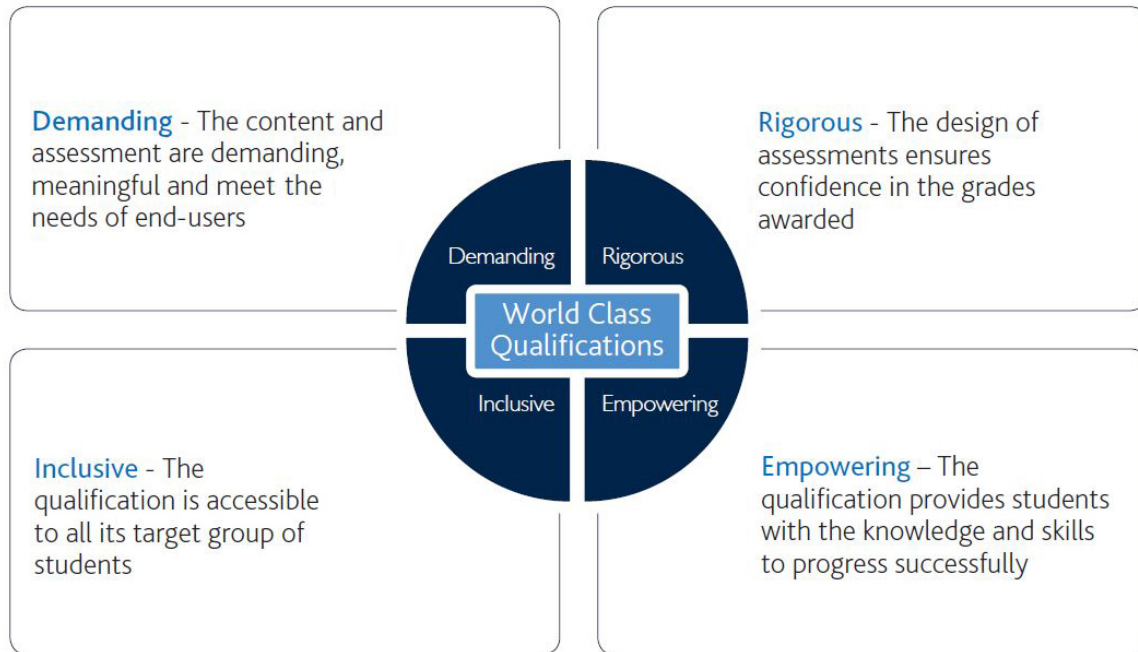 Demanding - The content and
assessment are demanding,
meaningful and meet the
needs of end-users
Rigorous - The design of
assessments ensures
confidence in the grades
awarded
Demanding
Rigorous
World Class
Qualifications
Inclusive
Empowering
Inclusive - The
qualification is accessible
to all its target group of
students
Empowering – The
qualification provides students
with the knowledge and skills
to progress successfully